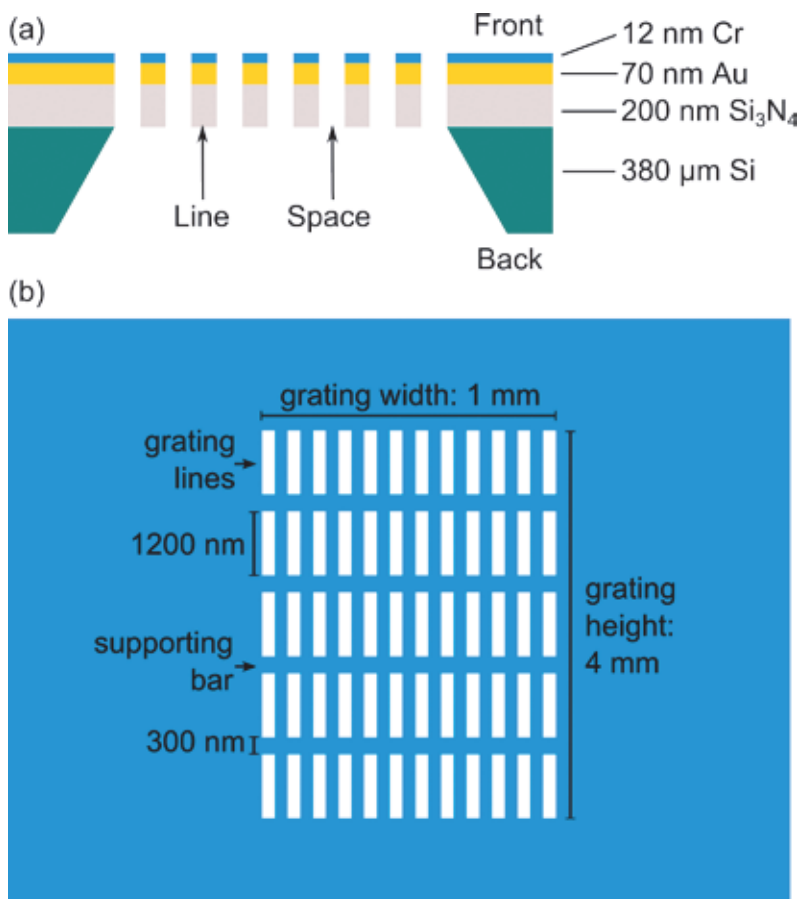 (a)
Front
12 nm Cr
70 nm Au
200 nm Si₃N₄
380 µm Si
Line
Space
Back
(b)
grating width: 1 mm
grating
lines
1200 nm
grating
height:
4 mm
supporting
bar
300 nm